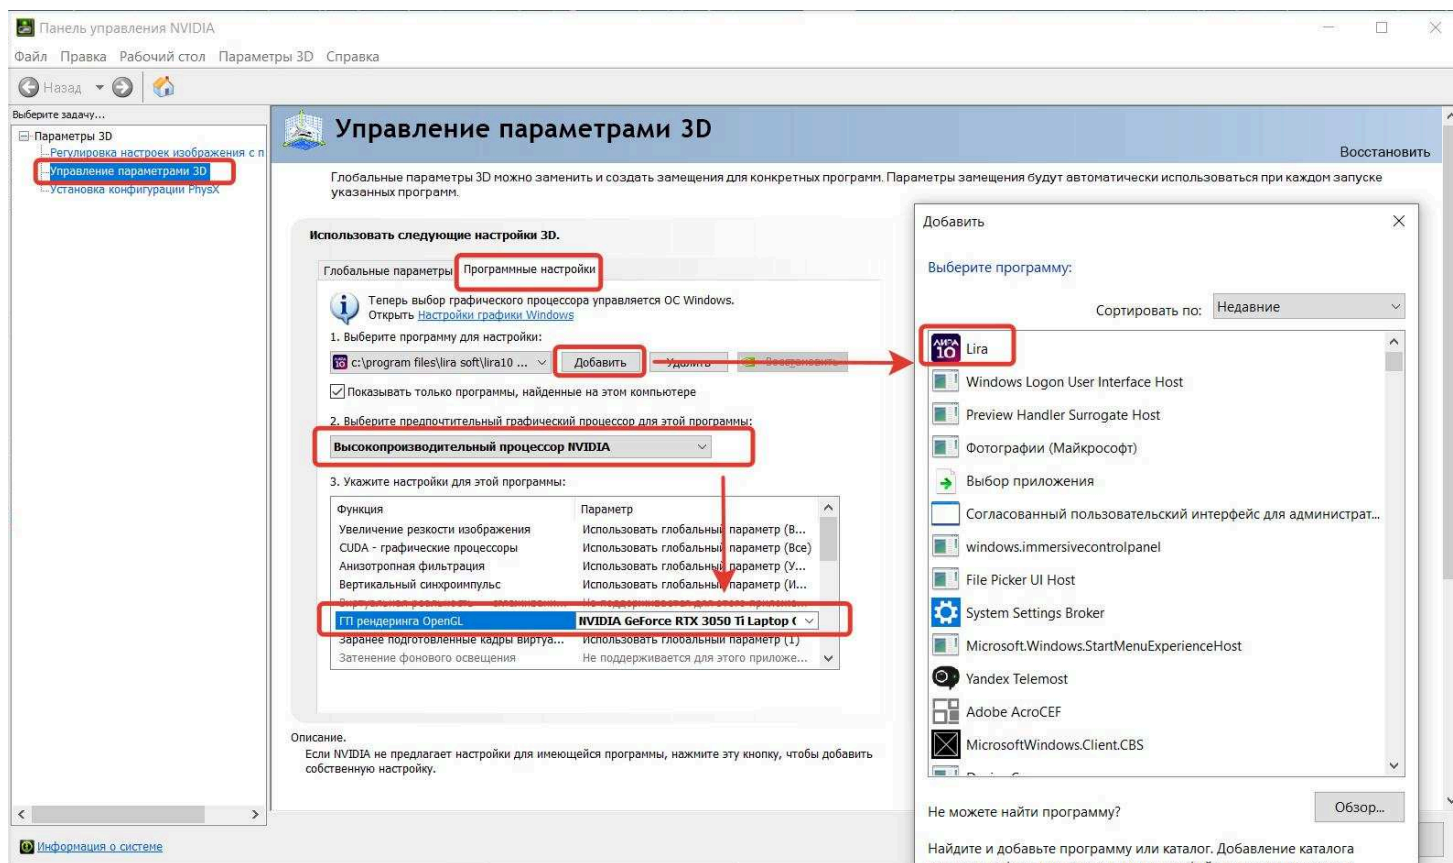 Панель управления NVIDIA
Файл Правка Рабочий стол Параметры 3D Справка
Назад
Выберите задачу...
Параметры 3D
Регулировка настроек изображения с п
Управление параметрами 3D
Установка конфигурации PhysX
Управление параметрами 3D
Восстановить
Глобальные параметры 3D можно заменить и создать замещения для конкретных программ. Параметры замещения будут автоматически использоваться при каждом запуске
указанных программ.
Использовать следующие настройки 3D.
Глобальные параметры Программные настройки
Теперь выбор графического процессора управляется ОС Windows.
Открыть Настройки графики Windows
1. Выберите программу для настройки:
ЛИРА 10 c:\program files\lira soft\lira10 ... Добавить Удалить Восстановить
Показывать только программы, найденные на этом компьютере
2. Выберите предпочтительный графический процессор для этой программы:
Высокопроизводительный процессор NVIDIA
3. Укажите настройки для этой программы:
Функция Параметр
Увеличение резкости изображения Использовать глобальный параметр (В...
CUDA - графические процессоры Использовать глобальный параметр (Все)
Анизотропная фильтрация Использовать глобальный параметр (У...
Вертикальный синхроимпульс Использовать глобальный параметр (И...
Не поддерживается для этого приложе...
ГП рендеринга OpenGL NVIDIA GeForce RTX 3050 Ti Laptop (
Заранее подготовленные кадры виртуа... Использовать глобальный параметр (1)
Затенение фонового освещения Не поддерживается для этого приложе...
Описание.
Если NVIDIA не предлагает настройки для имеющейся программы, нажмите эту кнопку, чтобы добавить
собственную настройку.
Информация о системе
Добавить
Выберите программу:
Сортировать по: Недавние
ЛИРА 10 Lira
Windows Logon User Interface Host
Preview Handler Surrogate Host
Фотографии (Майкрософт)
Выбор приложения
Согласованный пользовательский интерфейс для администрат...
windows.immersivecontrolpanel
File Picker UI Host
System Settings Broker
Microsoft.Windows.StartMenuExperienceHost
Yandex Telemost
Adobe AcroCEF
MicrosoftWindows.Client.CBS
Не можете найти программу? Обзор...
Найдите и добавьте программу или каталог. Добавление каталога